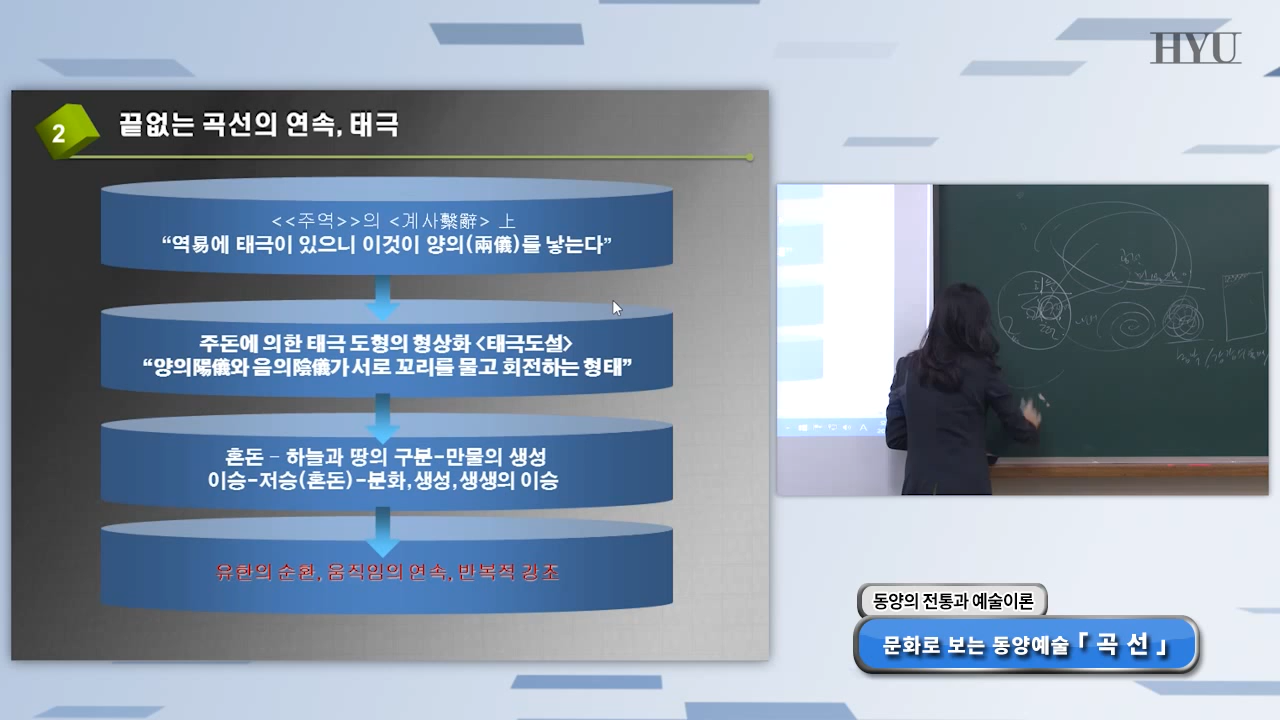 HYU
2
끝없는 곡선의 연속, 태극
<<주역>>의 <계사繫辭> 上
“역易에 태극이 있으니 이것이 양의(兩儀)를 낳는다”
주돈에 의한 태극 도형의 형상화 <태극도설>
“양의陽儀와 음의陰儀가 서로 꼬리를 물고 회전하는 형태”
혼돈 – 하늘과 땅의 구분-만물의 생성
이승-저승(혼돈)-분화,생성,생생의 이승
유한의 순환, 움직임의 연속, 반복적 강조
동양의 전통과 예술이론
문화로 보는 동양예술「 곡 선 」